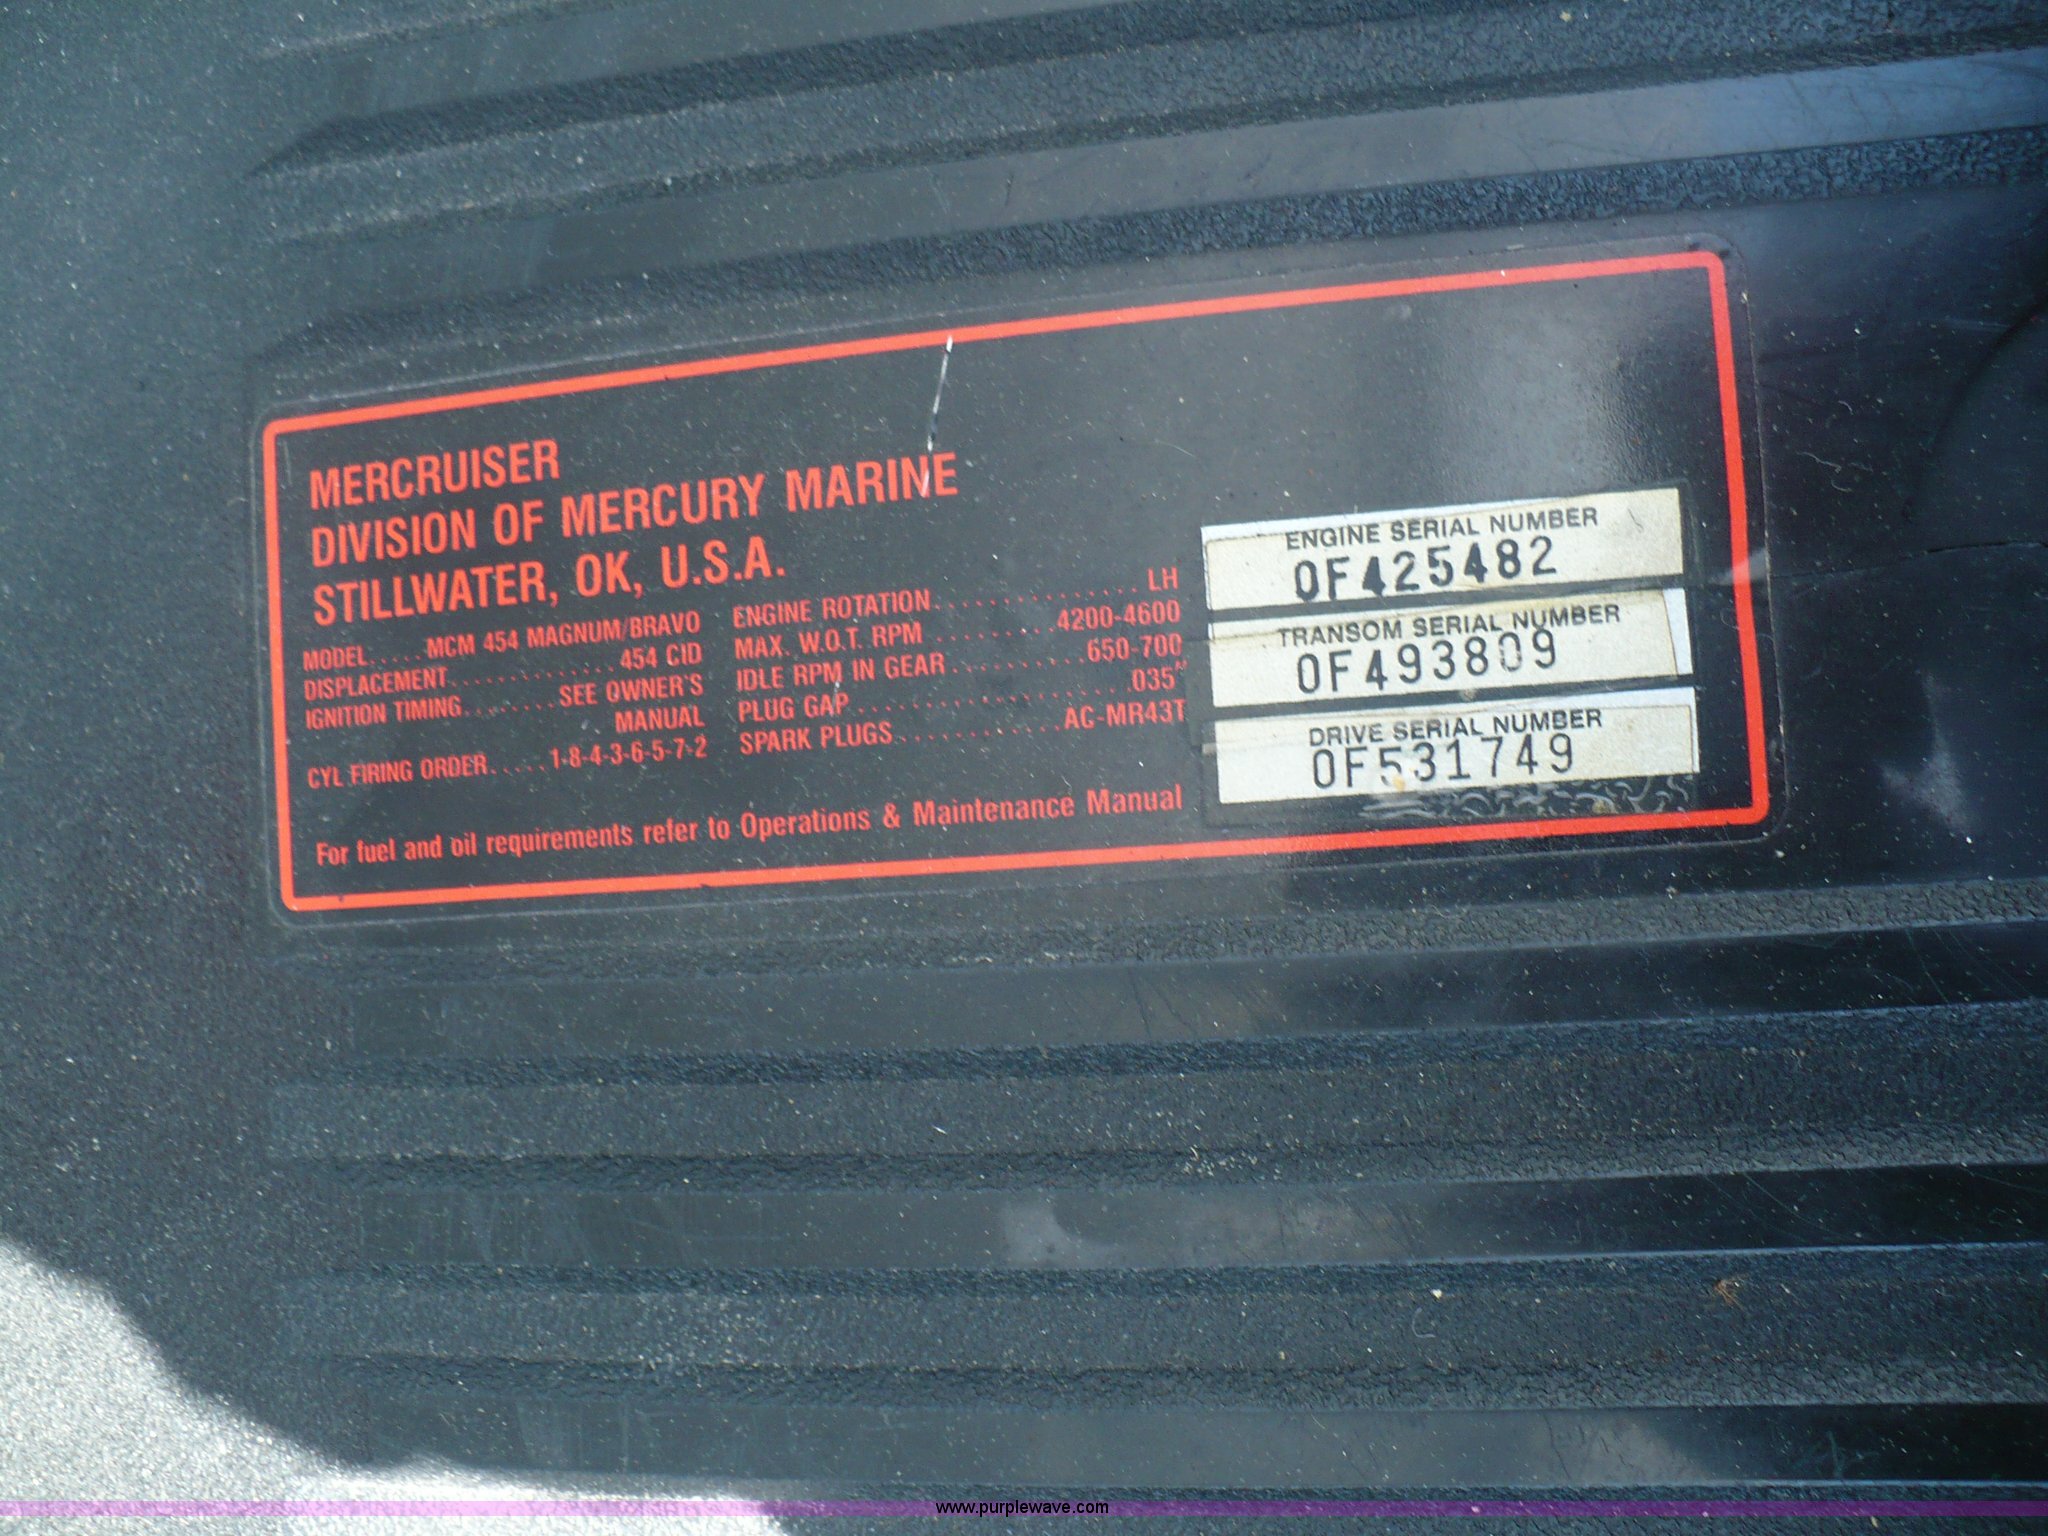 MERCRUISER
DIVISION OF MERCURY MARINE
STILLWATER, OK, U.S.A.
MODEL.....MCM 454 MAGNUM/BRAVO
DISPLACEMENT.............454 CID
IGNITION TIMING........SEE OWNER'S
MANUAL
CYL FIRING ORDER.....1-8-4-3-6-5-7-2
ENGINE ROTATION...............LH
MAX. W.O.T. RPM .........4200-4600
IDLE RPM IN GEAR..........650-700
PLUG GAP....................035"
SPARK PLUGS............AC-MR43T
For fuel and oil requirements refer to Operations & Maintenance Manual
ENGINE SERIAL NUMBER
0F425482
TRANSOM SERIAL NUMBER
0F493809
DRIVE SERIAL NUMBER
0F531749
www.purplewave.com